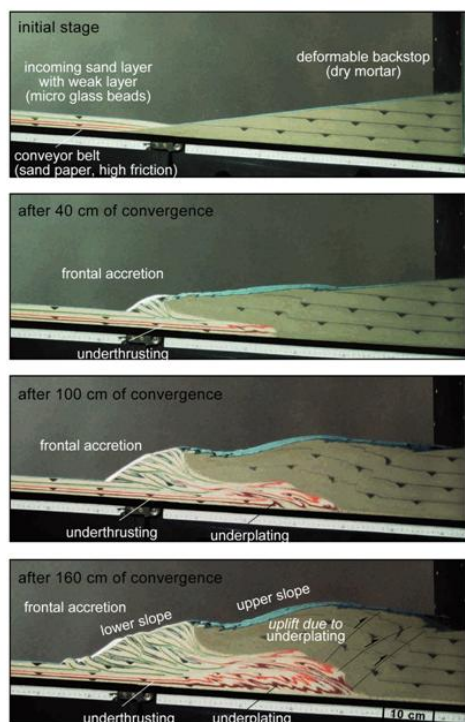 initial stage
deformable backstop
(dry mortar)
incoming sand layer
with weak layer
(micro glass beads)
conveyor belt
(sand paper, high friction)
after 40 cm of convergence
frontal accretion
underthrusting
after 100 cm of convergence
frontal accretion
underthrusting
underplating
after 160 cm of convergence
frontal accretion
lower slope
upper slope
uplift due to
underplating
underthrusting
underplating
10 cm